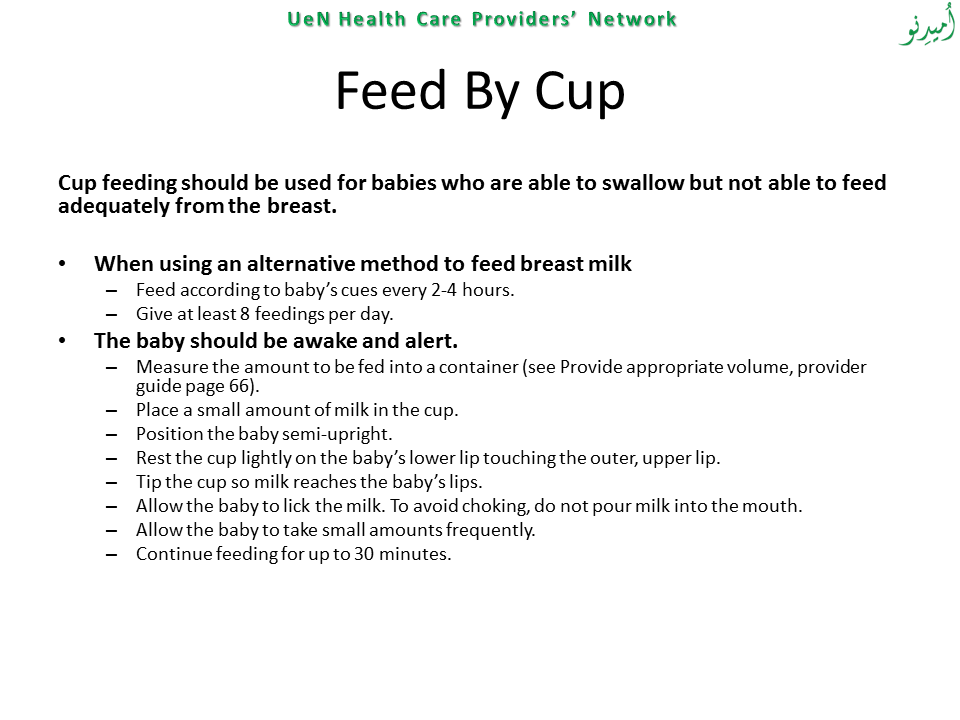 UeN Health Care Providers’ Network
اُمیدِنو
Feed By Cup
Cup feeding should be used for babies who are able to swallow but not able to feed
adequately from the breast.
• When using an alternative method to feed breast milk
– Feed according to baby’s cues every 2-4 hours.
– Give at least 8 feedings per day.
• The baby should be awake and alert.
– Measure the amount to be fed into a container (see Provide appropriate volume, provider
guide page 66).
– Place a small amount of milk in the cup.
– Position the baby semi-upright.
– Rest the cup lightly on the baby’s lower lip touching the outer, upper lip.
– Tip the cup so milk reaches the baby’s lips.
– Allow the baby to lick the milk. To avoid choking, do not pour milk into the mouth.
– Allow the baby to take small amounts frequently.
– Continue feeding for up to 30 minutes.